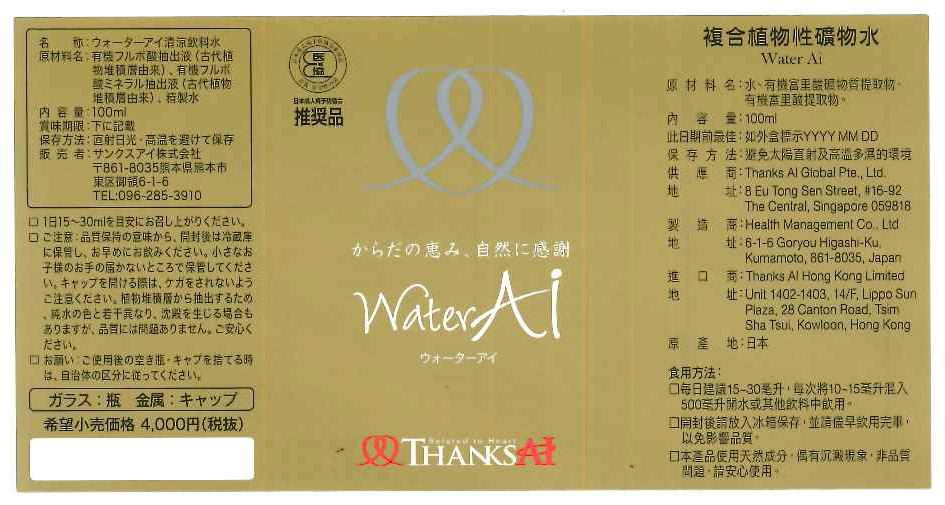 名　　称：ウォーターアイ清涼飲料水
原材料名：有機フルボ酸抽出液（古代植
物堆積層由来）、有機フルボ
酸ミネラル抽出液（古代植物
堆積層由来）、精製水
内 容 量：100ml
賞味期限：下に記載
保存方法：直射日光・高温を避けて保存
販 売 者：サンクスアイ株式会社
〒861-8035熊本県熊本市
東区御領6-1-6
TEL:096-285-3910
□ 1日15～30mlを目安にお召し上がりください。
□ ご注意：品質保持の意味から、開封後は冷蔵庫
に保管し、お早めにお飲みください。小さなお
子様のお手の届かないところで保管してくださ
い。キャップを開ける際は、ケガをされないよう
ご注意ください。植物堆積層から抽出するため
、純水の色と若干異なり、沈殿を生じる場合も
ありますが、品質には問題ありません。ご安心く
ださい。
□ お願い：ご使用後の空き瓶・キャプを捨てる時
は、自治体の区分に従ってください。
ガラス：瓶　金属：キャップ
希望小売価格 4,000円（税抜）
日本成人病予防協会
推奨品
からだの恵み、自然に感謝
Water Ai
ウォーターアイ
Related to Heart
THANKS AI
複合植物性礦物水
Water Ai
原 材 料 名：水、有機富里酸礦物質提取物、
有機富里酸提取物。
內　容　量：100ml
此日期前最佳：如外盒標示YYYY MM DD
保 存 方 法：避免太陽直射及高溫多濕的環境
供　應　商：Thanks AI Global Pte., Ltd.
地　　　址：8 Eu Tong Sen Street, #16-92
The Central, Singapore 059818
製　造　商：Health Management Co., Ltd
地　　　址：6-1-6 Goryou Higashi-Ku,
Kumamoto, 861-8035, Japan
進　口　商：Thanks AI Hong Kong Limited
地　　　址：Unit 1402-1403, 14/F, Lippo Sun
Plaza, 28 Canton Road, Tsim
Sha Tsui, Kowloon, Hong Kong
原　產　地：日本
食用方法：
□每日建議15-30毫升，每次將10-15毫升混入
500毫升開水或其他飲料中飲用。
□開封後請放入冰箱保存，並請儘早飲用完畢，
以免影響品質。
□本產品使用天然成分，偶有沉澱現象，非品質
問題，請安心使用。